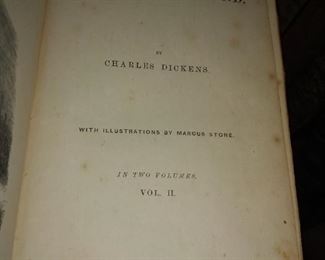 BY
CHARLES DICKENS.
WITH ILLUSTRATIONS BY MARCUS STONE.
IN TWO VOLUMES.
VOL. II.